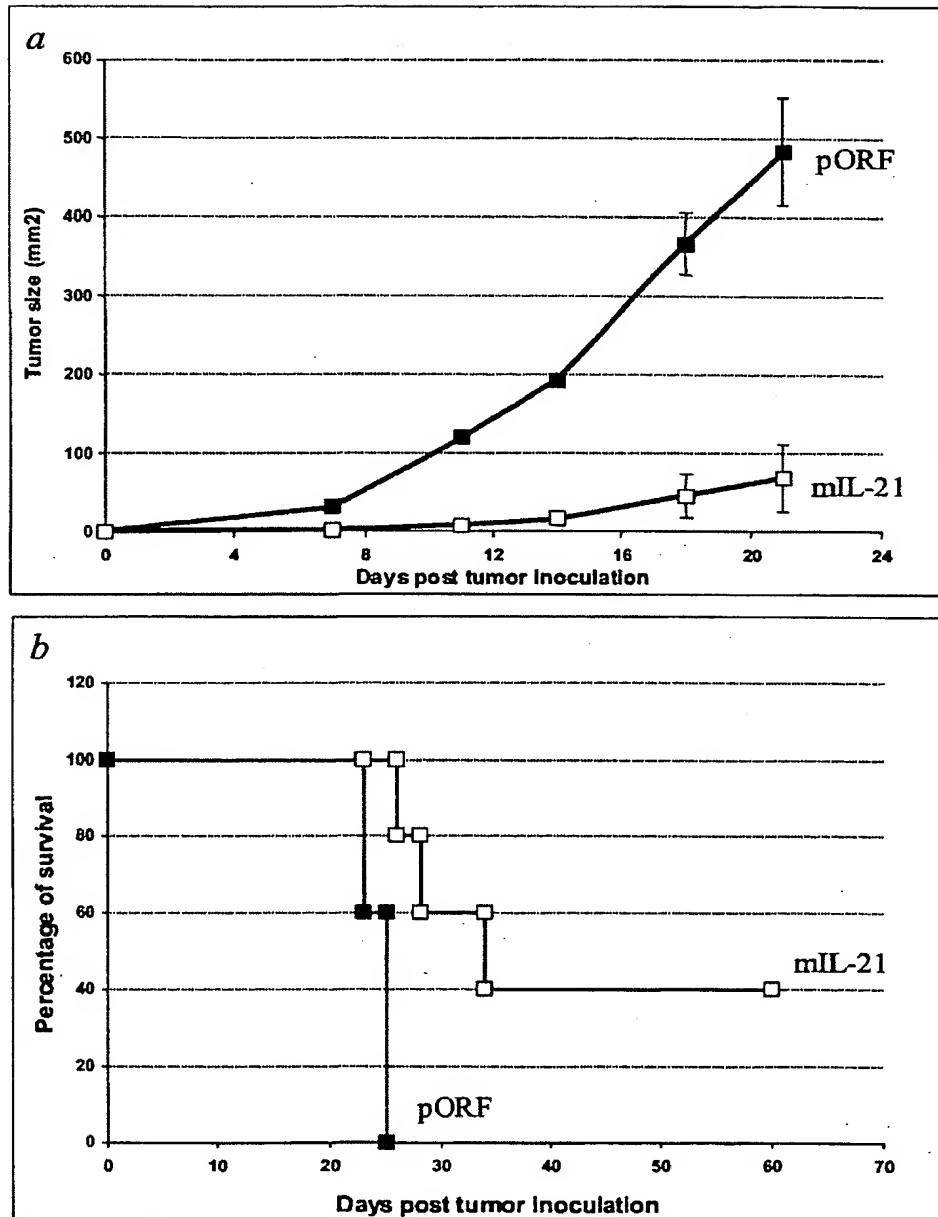 a
600
500
400
300
200
100
0
Tumor size (mm2)
pORF
mIL-21
0 4 8 12 16 20 24
Days post tumor inoculation
b
120
100
80
60
40
20
0
Percentage of survival
mIL-21
pORF
0 10 20 30 40 50 60 70
Days post tumor inoculation